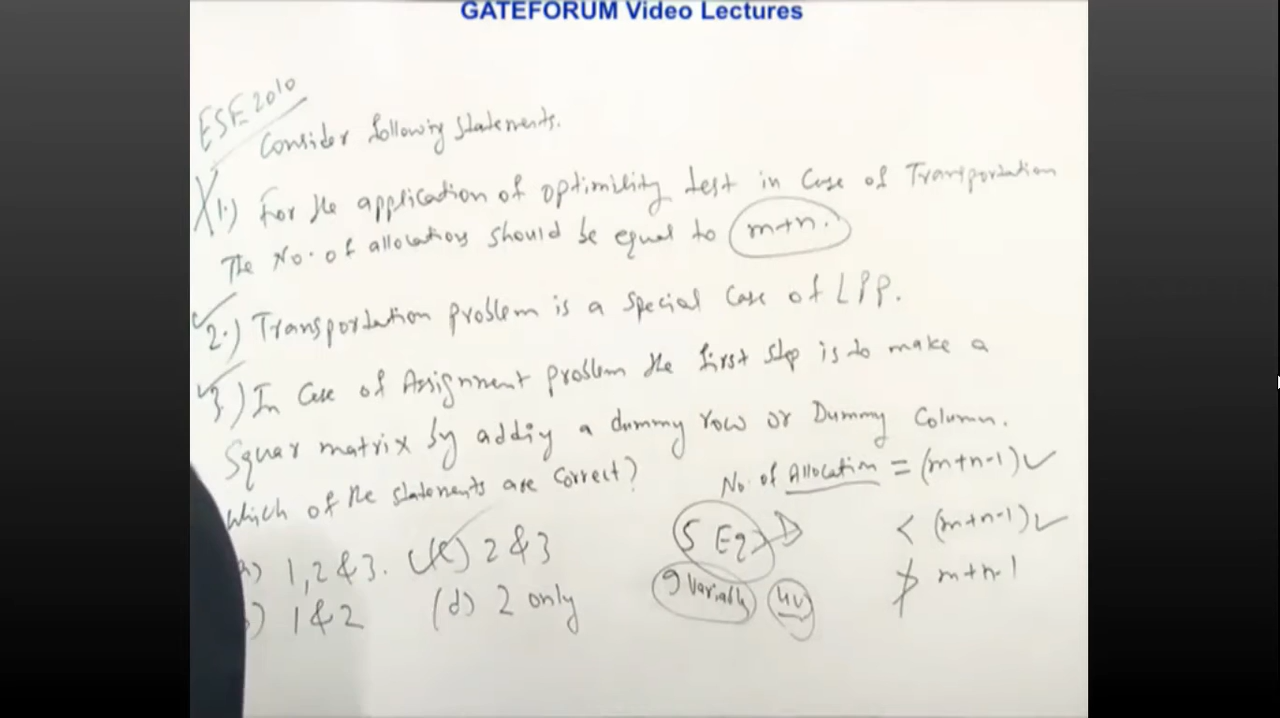 GATEFORUM Video Lectures
ESE 2010
Consider following statements.
1.) For the application of optimility test in Case of Transportation
The No. of allocations should be equal to m+n.
2.) Transportation problem is a special case of LPP.
3.) In Case of Assignment problem the first step is to make a
Squar matrix by addiy a dummy row or Dummy Column.
which of the statements are correct?
No. of Allocation = (m+n-1) ✓
< (m+n-1) ✓
≯ m+n-1
5 Eq
9 Variable
4v
a) 1, 2 & 3. (c) 2 & 3
) 1 & 2 (d) 2 only